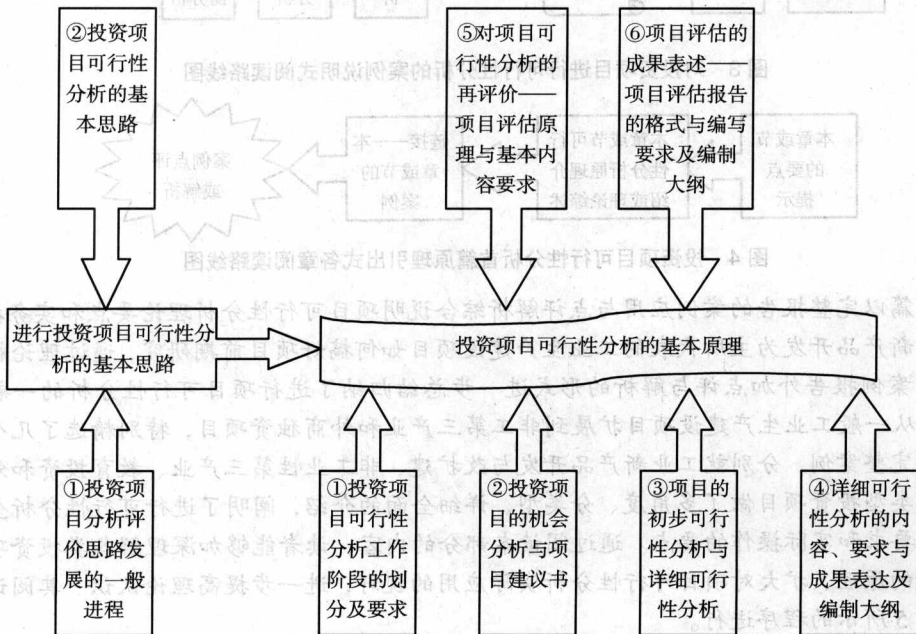 ②投资项
目可行性
分析的基
本思路
⑤对项目可
行性分析的
再评价——
项目评估原
理与基本内
容要求
⑥项目评估的
成果表述
项目评估报告
的格式与编写
要求及编制
大纲
进行投资项目可行性分
析的基本思路
投资项目可行性分析的基本原理
①投资项
目分析评
价思路发
展的一般
进程
①投资项
目可行性
分析工作
阶段的划
分及要求
②投资项
目的机会
分析与项
目建议书
③项目的
初步可行
性分析与
详细可行
性分析
④详细可行
性分析的内
容、要求与
成果表达及
编制大纲